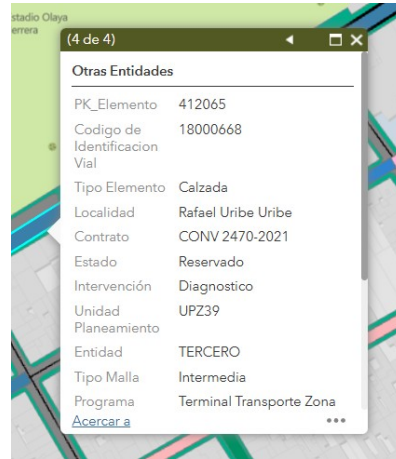 stadio Olaya
errera
(4 de 4)
Otras Entidades
PK_Elemento 412065
Codigo de 18000668
Identificacion
Vial
Tipo Elemento Calzada
Localidad Rafael Uribe Uribe
Contrato CONV 2470-2021
Estado Reservado
Intervención Diagnostico
Unidad UPZ39
Planeamiento
Entidad TERCERO
Tipo Malla Intermedia
Programa Terminal Transporte Zona
Acercar a